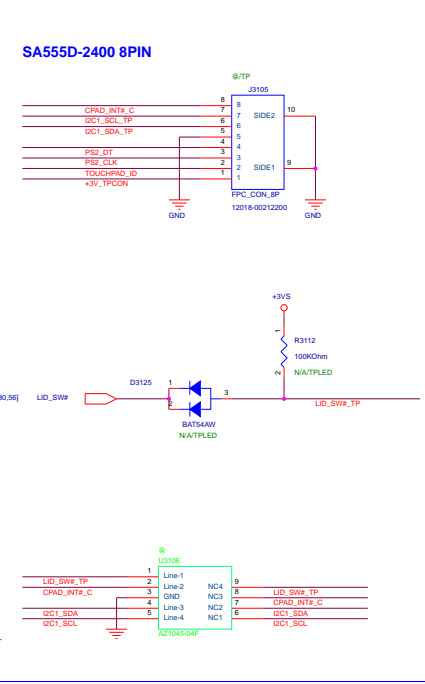 SA555D-2400 8PIN
@/TP
J3105
8 8
CPAD_INT#_C 7 7 SIDE2 10
I2C1_SCL_TP 6 6
I2C1_SDA_TP 5 5
4 4
PS2_DT 3 3
PS2_CLK 2 2 SIDE1 9
TOUCHPAD_ID 1 1
+3V_TPCON
FPC_CON_8P
GND 12018-00212200 GND
+3VS
1
R3112
100KOhm
2 N/A/TPLED
D3125 1
30,56] LID_SW# 3
2 LID_SW#_TP
BAT54AW
N/A/TPLED
@
U3106
1 Line-1
LID_SW#_TP 2 Line-2 NC4 9
CPAD_INT#_C 3 GND NC3 8 LID_SW#_TP
4 Line-3 NC2 7 CPAD_INT#_C
I2C1_SDA 5 Line-4 NC1 6 I2C1_SDA
I2C1_SCL I2C1_SCL
AZ1045-04F